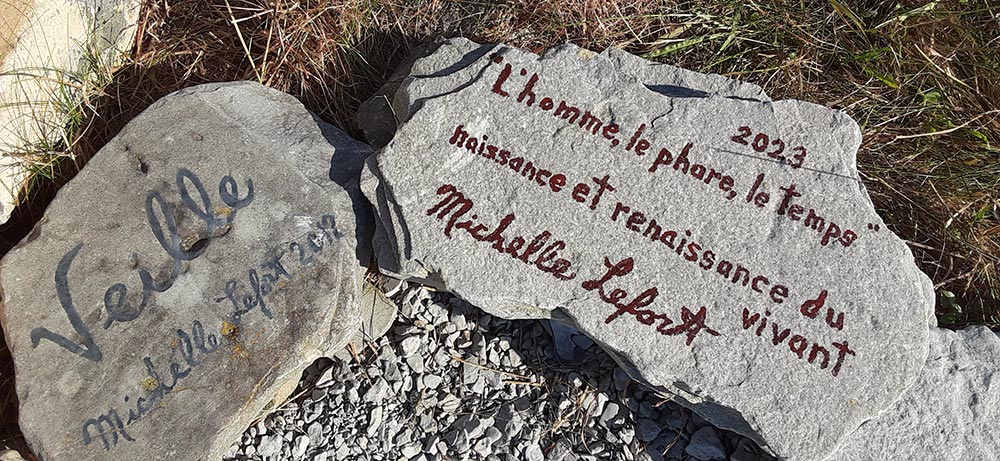 Veille
Michelle Lefort 2012
2023
"L'homme, le phare, le temps"
naissance et renaissance du
vivant
Michelle Lefort